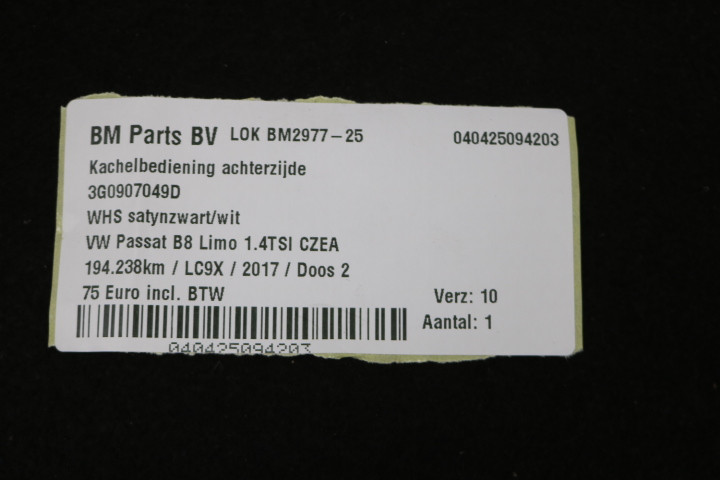 BM Parts BV LOK BM2977-25 040425094203
Kachelbediening achterzijde
3G0907049D
WHS satynzwart/wit
VW Passat B8 Limo 1.4TSI CZEA
194.238km / LC9X / 2017 / Doos 2
75 Euro incl. BTW Verz: 10
Aantal: 1
040425094203